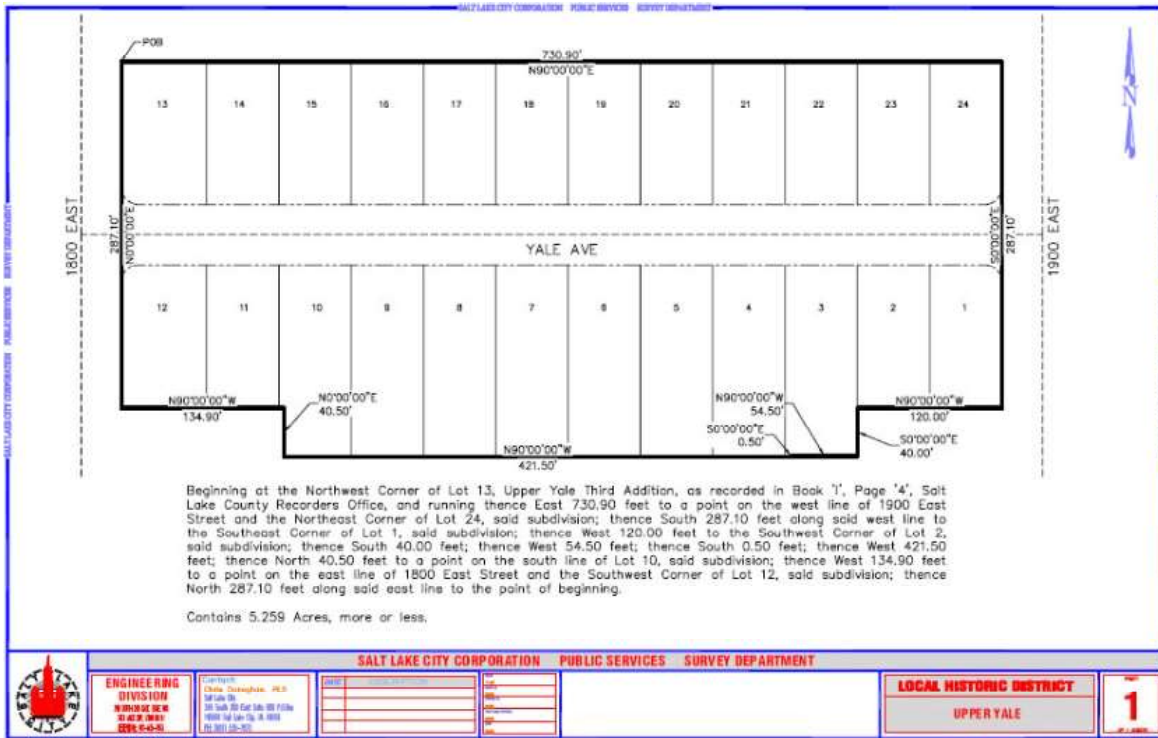 SALT LAKE CITY CORPORATION PUBLIC SERVICES SURVEY DEPARTMENT
POB
730.90'
N90°00'00"E
13 14 15 16 17 18 19 20 21 22 23 24
N
1800 EAST
287.10'
N0°00'00"E
YALE AVE
S0°00'00"E
287.10'
1900 EAST
SALT LAKE CITY CORPORATION PUBLIC SERVICES SURVEY DEPARTMENT
12 11 10 9 8 7 6 5 4 3 2 1
N90°00'00"W
134.90'
N0°00'00"E
40.50'
N90°00'00"W
421.50'
N90°00'00"W
54.50'
S0°00'00"E
0.50'
N90°00'00"W
120.00'
S0°00'00"E
40.00'
Beginning at the Northwest Corner of Lot 13, Upper Yale Third Addition, as recorded in Book 'I', Page '4', Salt
Lake County Recorders Office, and running thence East 730.90 feet to a point on the west line of 1900 East
Street and the Northeast Corner of Lot 24, said subdivision; thence South 287.10 feet along said west line to
the Southeast Corner of Lot 1, said subdivision; thence West 120.00 feet to the Southwest Corner of Lot 2,
said subdivision; thence South 40.00 feet; thence West 54.50 feet; thence South 0.50 feet; thence West 421.50
feet; thence North 40.50 feet to a point on the south line of Lot 10, said subdivision; thence West 134.90 feet
to a point on the east line of 1800 East Street and the Southwest Corner of Lot 12, said subdivision; thence
North 287.10 feet along said east line to the point of beginning.
Contains 5.259 Acres, more or less.
SALT LAKE CITY CORPORATION PUBLIC SERVICES SURVEY DEPARTMENT
SALT LAKE
CITY
ENGINEERING
DIVISION
Contact:
DATE
LOCAL HISTORIC DISTRICT
UPPER YALE
1